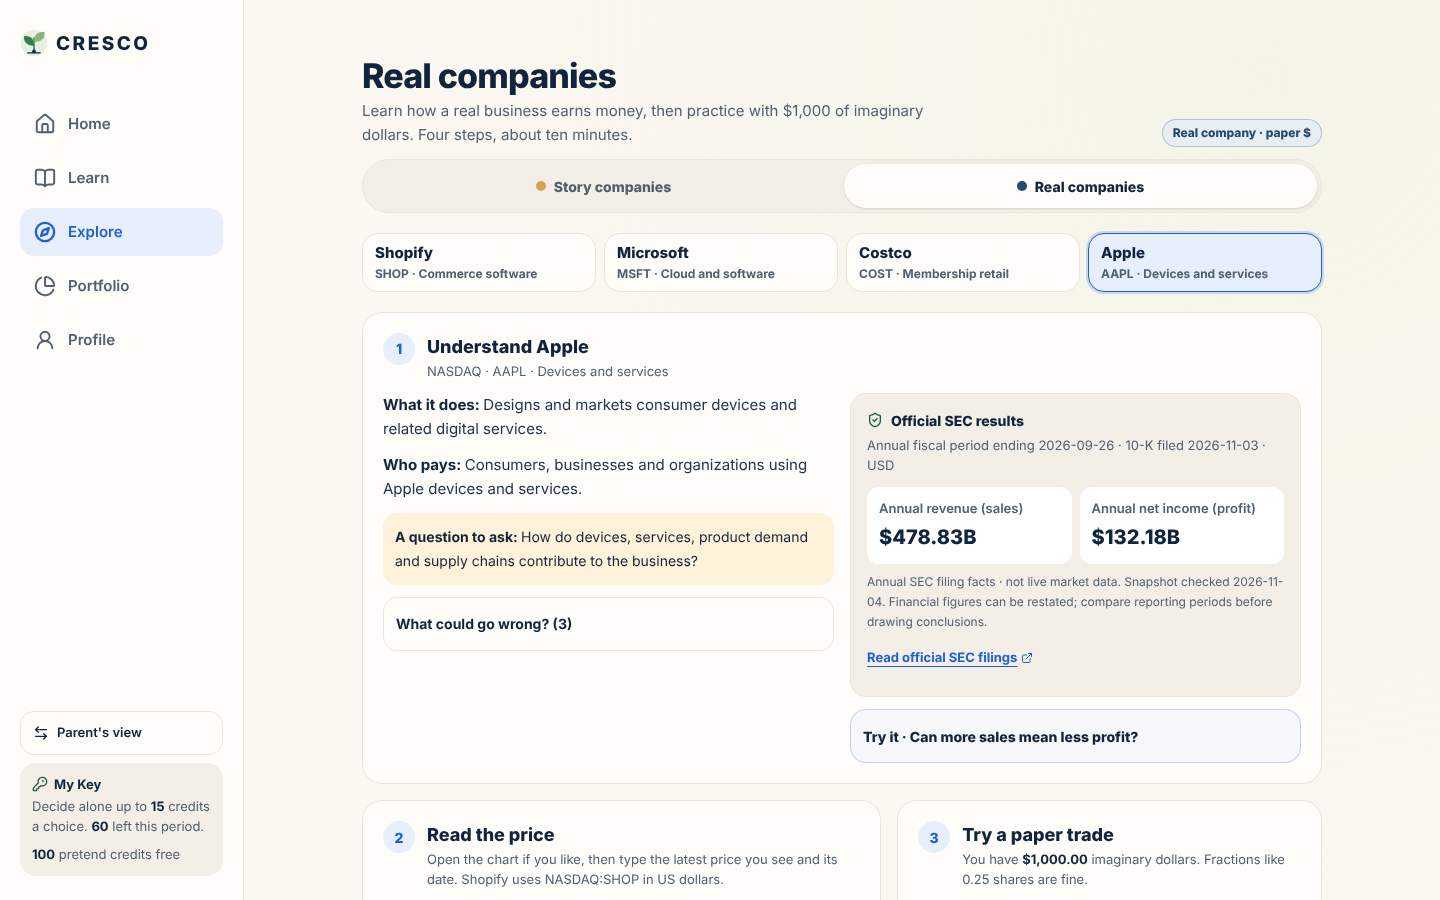 CRESCO
Home
Learn
Explore
Portfolio
Profile
Parent's view
My Key
Decide alone up to 15 credits
a choice. 60 left this period.
100 pretend credits free
Real companies
Learn how a real business earns money, then practice with $1,000 of imaginary
dollars. Four steps, about ten minutes.
Real company · paper $
Story companies
Real companies
Shopify
SHOP · Commerce software
Microsoft
MSFT · Cloud and software
Costco
COST · Membership retail
Apple
AAPL · Devices and services
1
Understand Apple
NASDAQ · AAPL · Devices and services
What it does: Designs and markets consumer devices and
related digital services.
Who pays: Consumers, businesses and organizations using
Apple devices and services.
A question to ask: How do devices, services, product demand
and supply chains contribute to the business?
What could go wrong? (3)
Official SEC results
Annual fiscal period ending 2026-09-26 · 10-K filed 2026-11-03 ·
USD
Annual revenue (sales)
$478.83B
Annual net income (profit)
$132.18B
Annual SEC filing facts · not live market data. Snapshot checked 2026-11-
04. Financial figures can be restated; compare reporting periods before
drawing conclusions.
Read official SEC filings
Try it · Can more sales mean less profit?
2
Read the price
Open the chart if you like, then type the latest price you see and its
date. Shopify uses NASDAQ:SHOP in US dollars.
3
Try a paper trade
You have $1,000.00 imaginary dollars. Fractions like
0.25 shares are fine.